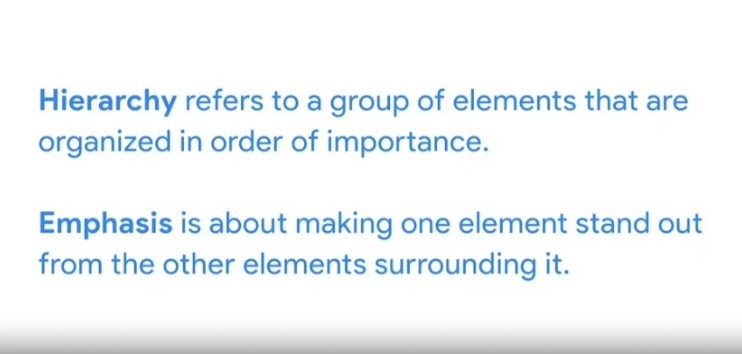 Hierarchy refers to a group of elements that are
organized in order of importance.
Emphasis is about making one element stand out
from the other elements surrounding it.